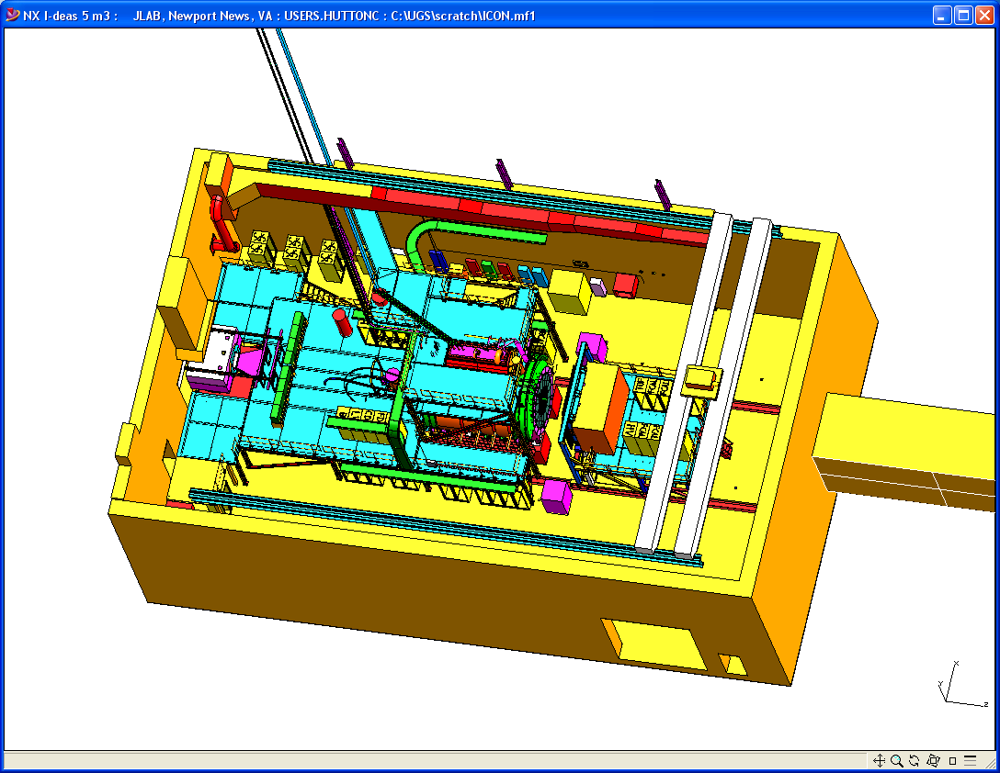 NX I-deas 5 m3 : JLAB, Newport News, VA : USERS.HUTTONC : C:\UGS\scratch\ICON.mf1
X
Y
Z